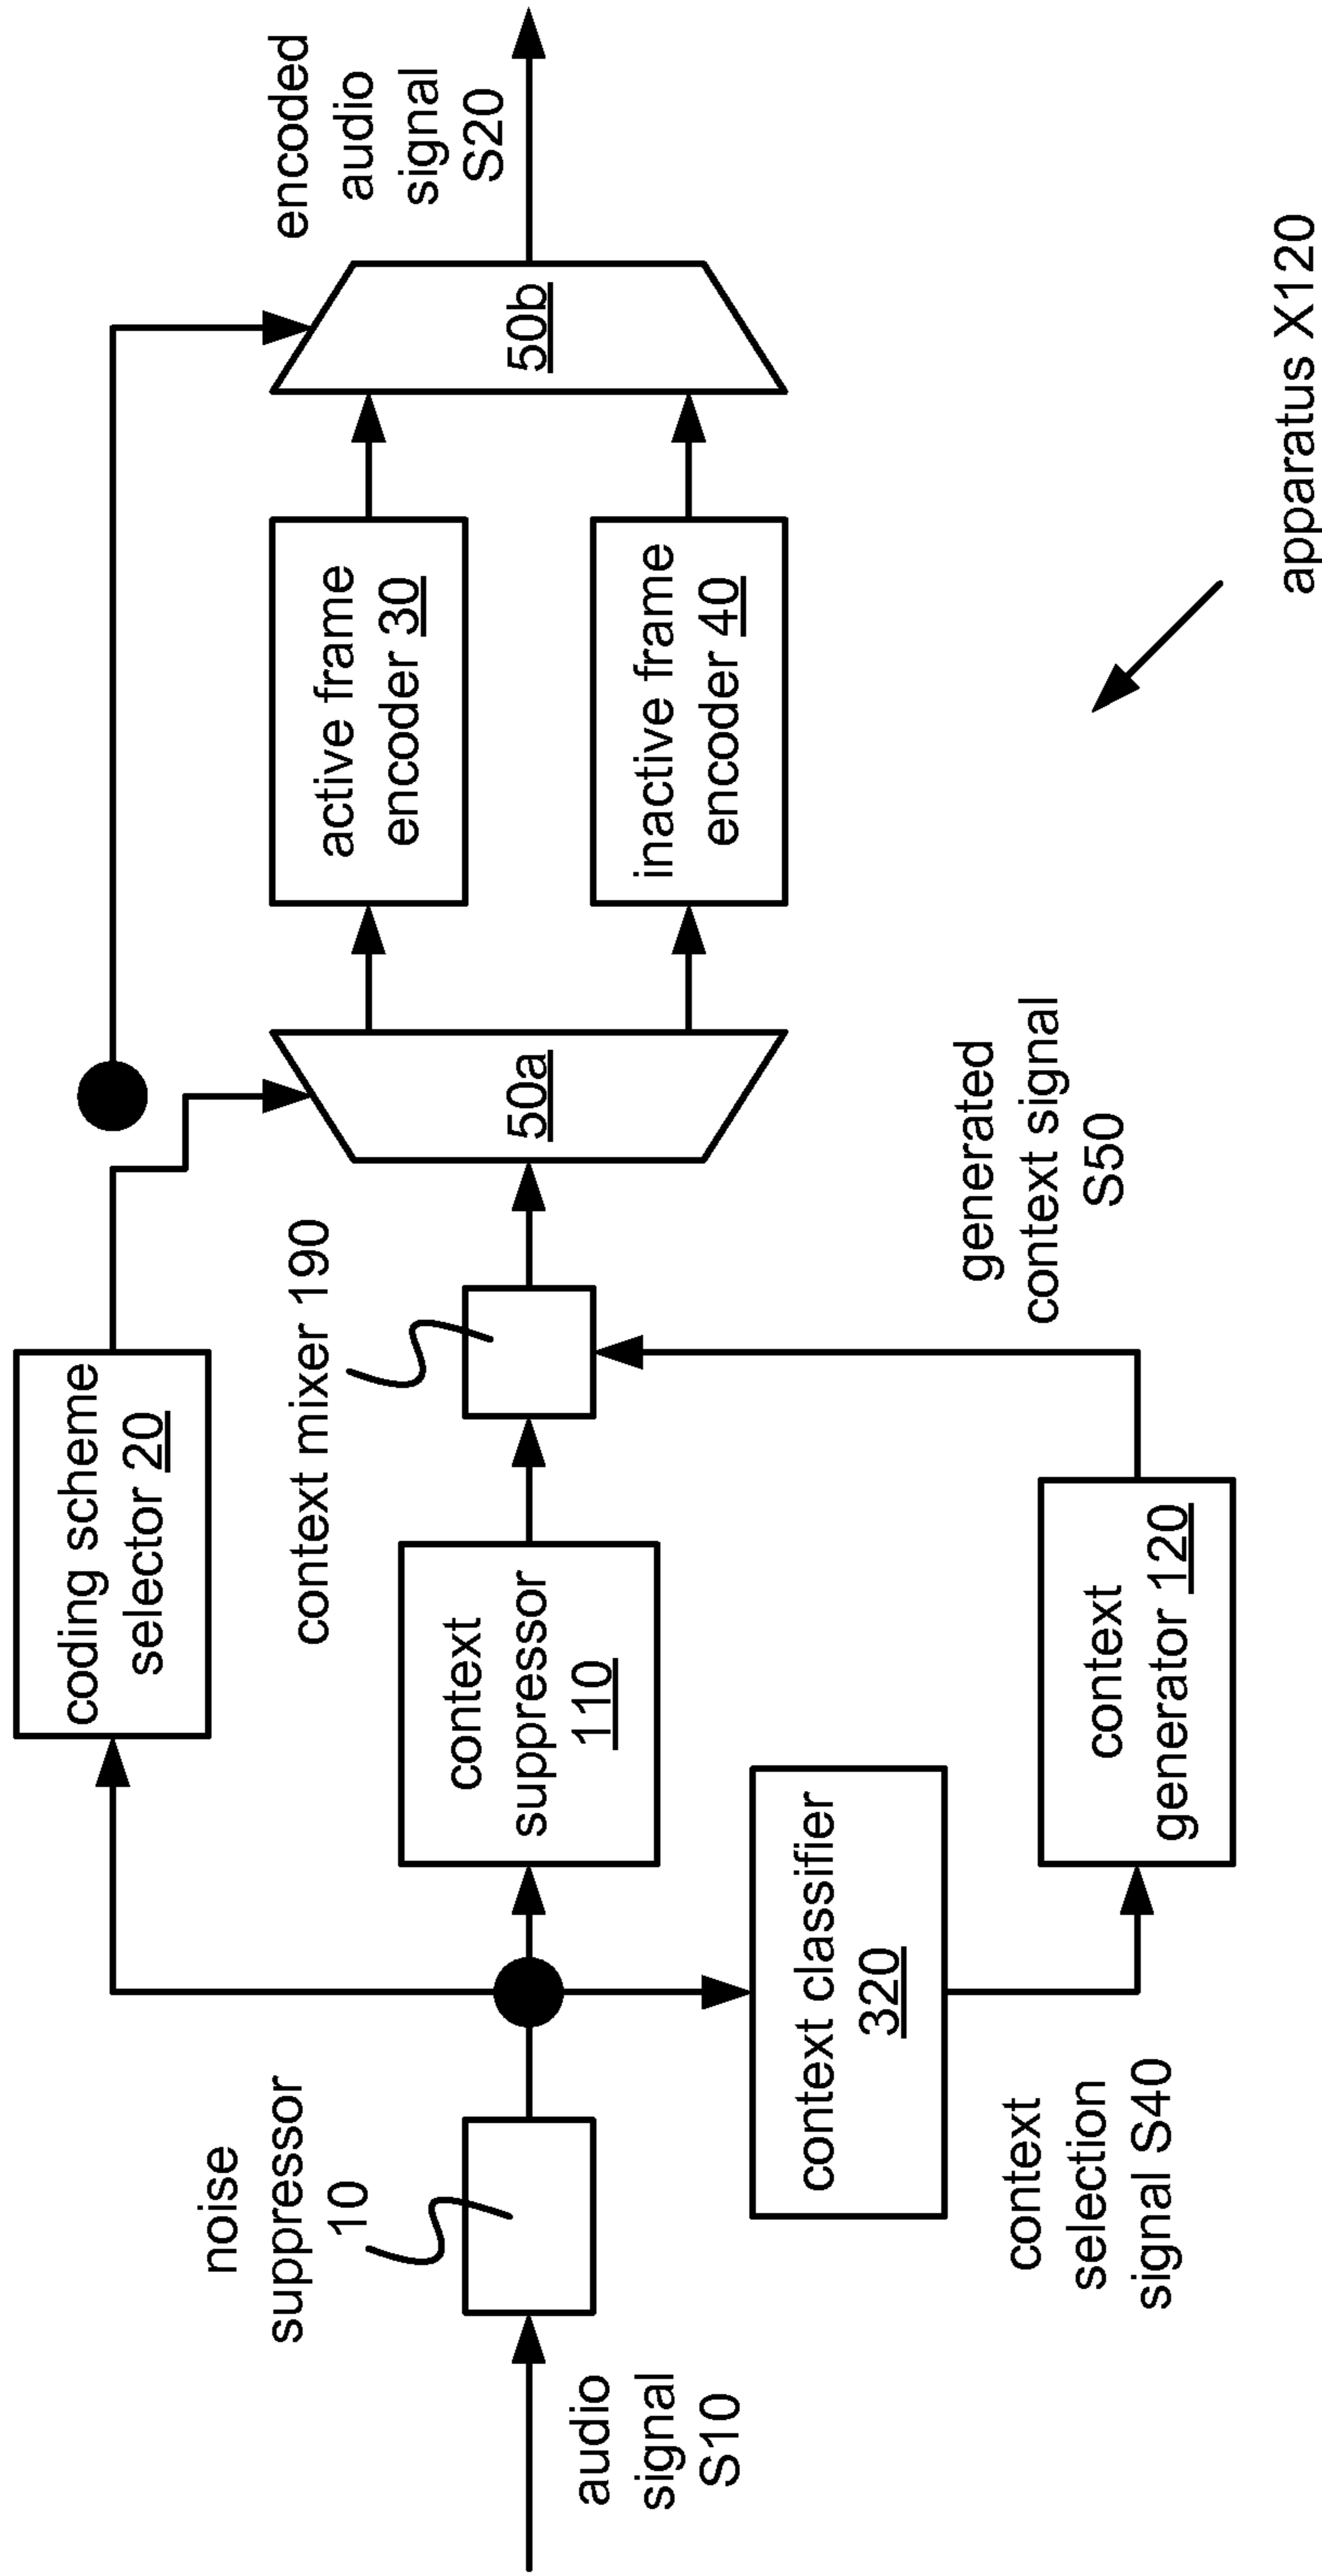 audio
signal
S10
noise
suppressor
10
coding scheme
selector 20
context
suppressor
110
context classifier
320
context
selection
signal S40
context
generator 120
generated
context signal
S50
context mixer 190
50a
active frame
encoder 30
inactive frame
encoder 40
50b
encoded
audio
signal
S20
apparatus X120